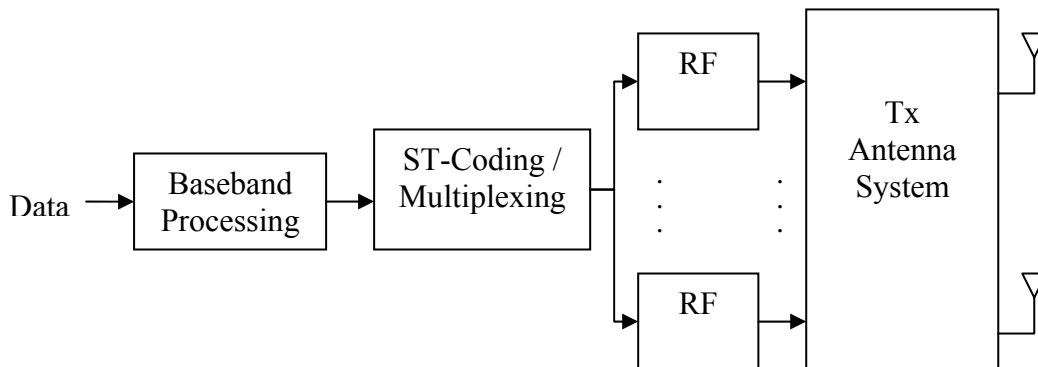 Data
Baseband
Processing
ST-Coding /
Multiplexing
RF
RF
Tx
Antenna
System